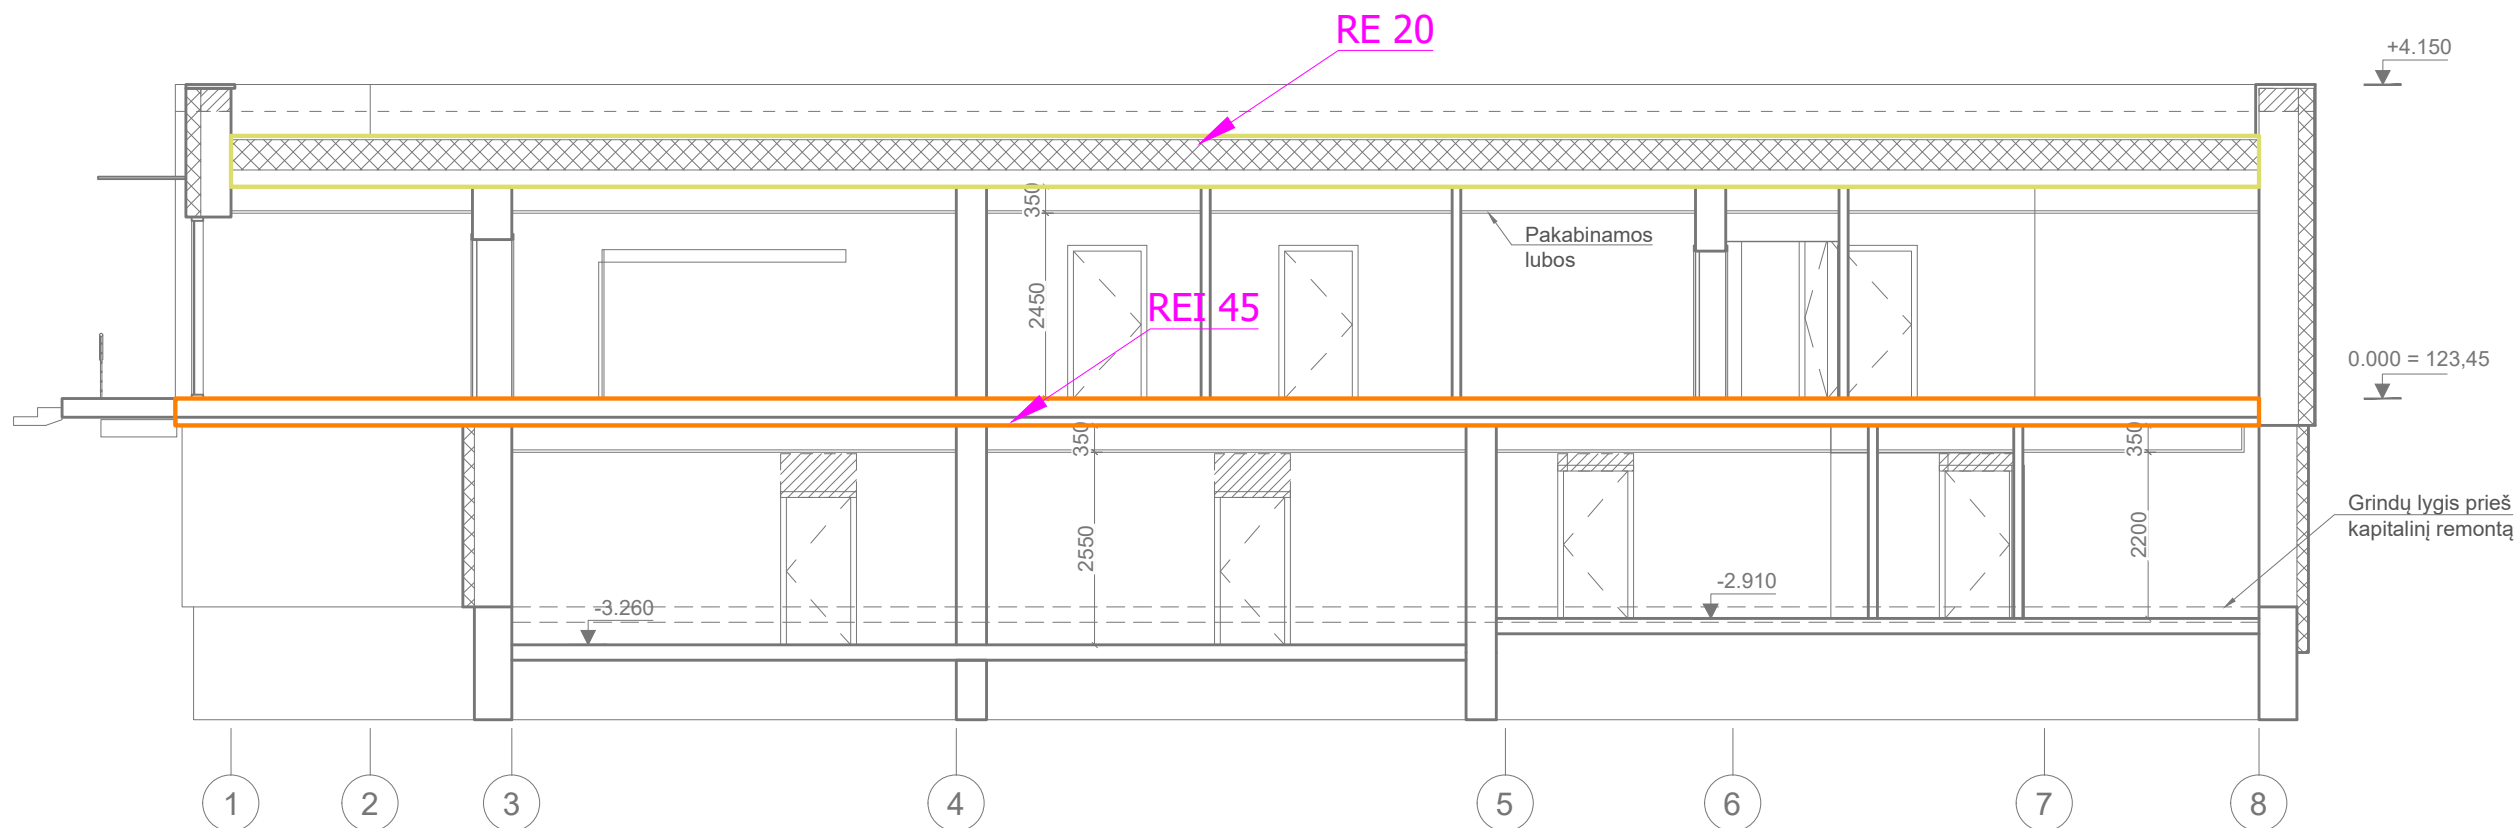 RE 20
+4.150
350
Pakabinamos
lubos
2450
REI 45
0.000 = 123,45
350
350
Grindų lygis prieš
kapitalinį remontą
2550
2200
-3.260
-2.910
1
2
3
4
5
6
7
8